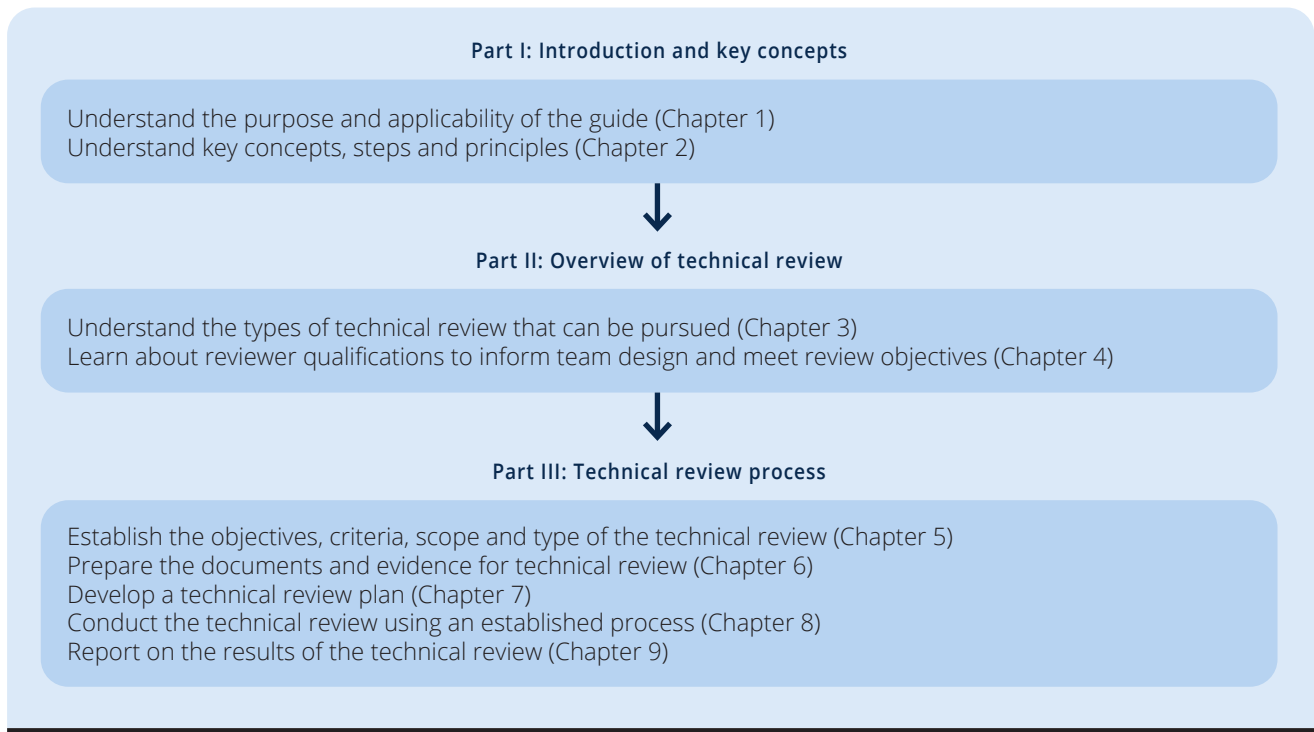 Part I: Introduction and key concepts
Understand the purpose and applicability of the guide (Chapter 1)
Understand key concepts, steps and principles (Chapter 2)
Part II: Overview of technical review
Understand the types of technical review that can be pursued (Chapter 3)
Learn about reviewer qualifications to inform team design and meet review objectives (Chapter 4)
Part III: Technical review process
Establish the objectives, criteria, scope and type of the technical review (Chapter 5)
Prepare the documents and evidence for technical review (Chapter 6)
Develop a technical review plan (Chapter 7)
Conduct the technical review using an established process (Chapter 8)
Report on the results of the technical review (Chapter 9)